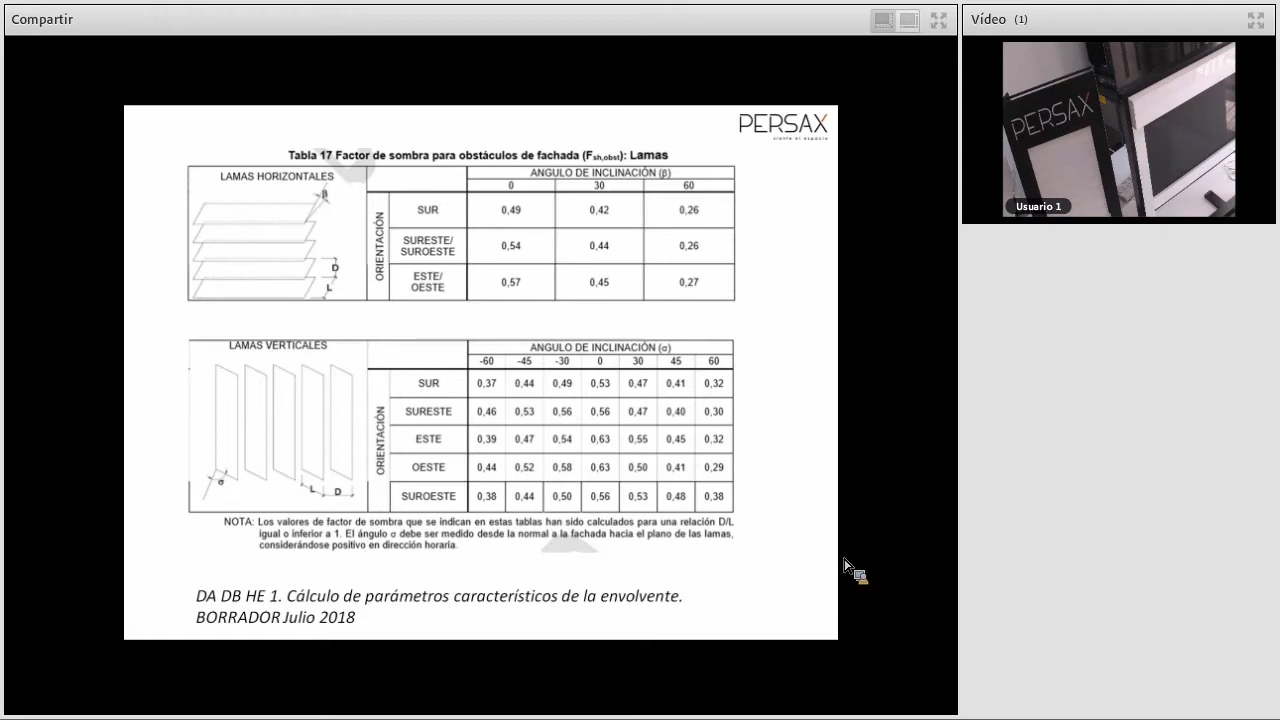 Compartir
Vídeo (1)
PERSAX
siente el espacio
PERSAX
Usuario 1
Tabla 17 Factor de sombra para obstáculos de fachada (Fsh,obst): Lamas
LAMAS HORIZONTALES
β
D
L
ANGULO DE INCLINACIÓN (β)
0 30 60
ORIENTACIÓN
SUR 0,49 0,42 0,26
SURESTE/
SUROESTE 0,54 0,44 0,26
ESTE/
OESTE 0,57 0,45 0,27
LAMAS VERTICALES
σ
L
D
ANGULO DE INCLINACIÓN (σ)
-60 -45 -30 0 30 45 60
ORIENTACIÓN
SUR 0,37 0,44 0,49 0,53 0,47 0,41 0,32
SURESTE 0,46 0,53 0,56 0,56 0,47 0,40 0,30
ESTE 0,39 0,47 0,54 0,63 0,55 0,45 0,32
OESTE 0,44 0,52 0,58 0,63 0,50 0,41 0,29
SUROESTE 0,38 0,44 0,50 0,56 0,53 0,48 0,38
NOTA: Los valores de factor de sombra que se indican en estas tablas han sido calculados para una relación D/L
igual o inferior a 1. El ángulo σ debe ser medido desde la normal a la fachada hacia el plano de las lamas,
considerándose positivo en dirección horaria.
DA DB HE 1. Cálculo de parámetros característicos de la envolvente.
BORRADOR Julio 2018